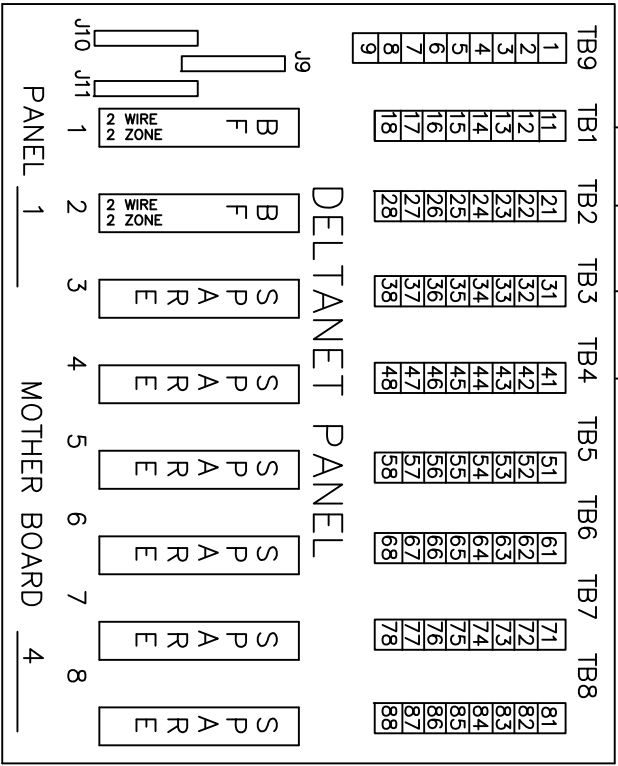 TB9 TB1 TB2 TB3 TB4 TB5 TB6 TB7 TB8
1 11 21 31 41 51 61 71 81
2 12 22 32 42 52 62 72 82
3 13 23 33 43 53 63 73 83
4 14 24 34 44 54 64 74 84
5 15 25 35 45 55 65 75 85
6 16 26 36 46 56 66 76 86
7 17 27 37 47 57 67 77 87
8 18 28 38 48 58 68 78 88
9
DELTANET PANEL
J9
J10
J11
BF
2 WIRE
2 ZONE
BF
2 WIRE
2 ZONE
SPARE
SPARE
SPARE
SPARE
SPARE
SPARE
1 2 3 4 5 6 7 8
PANEL 1 MOTHER BOARD 4